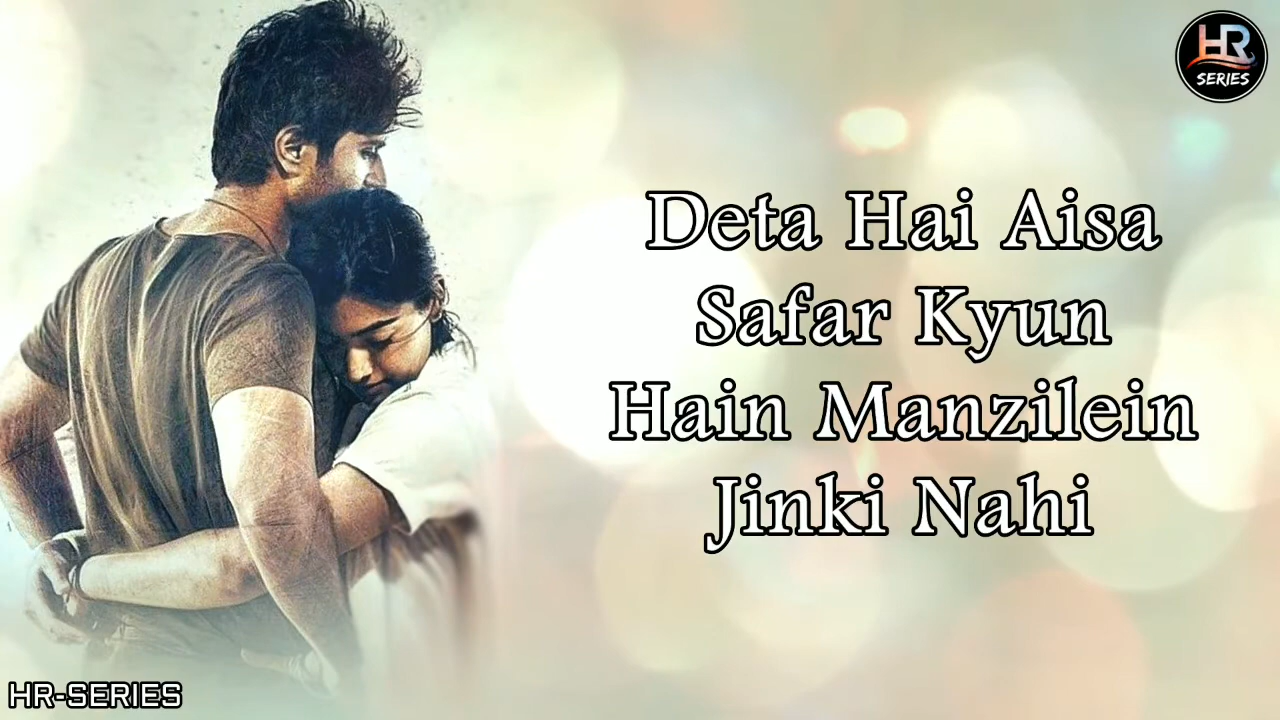 HR
SERIES
Deta Hai Aisa
Safar Kyun
Hain Manzilein
Jinki Nahi
HR-SERIES